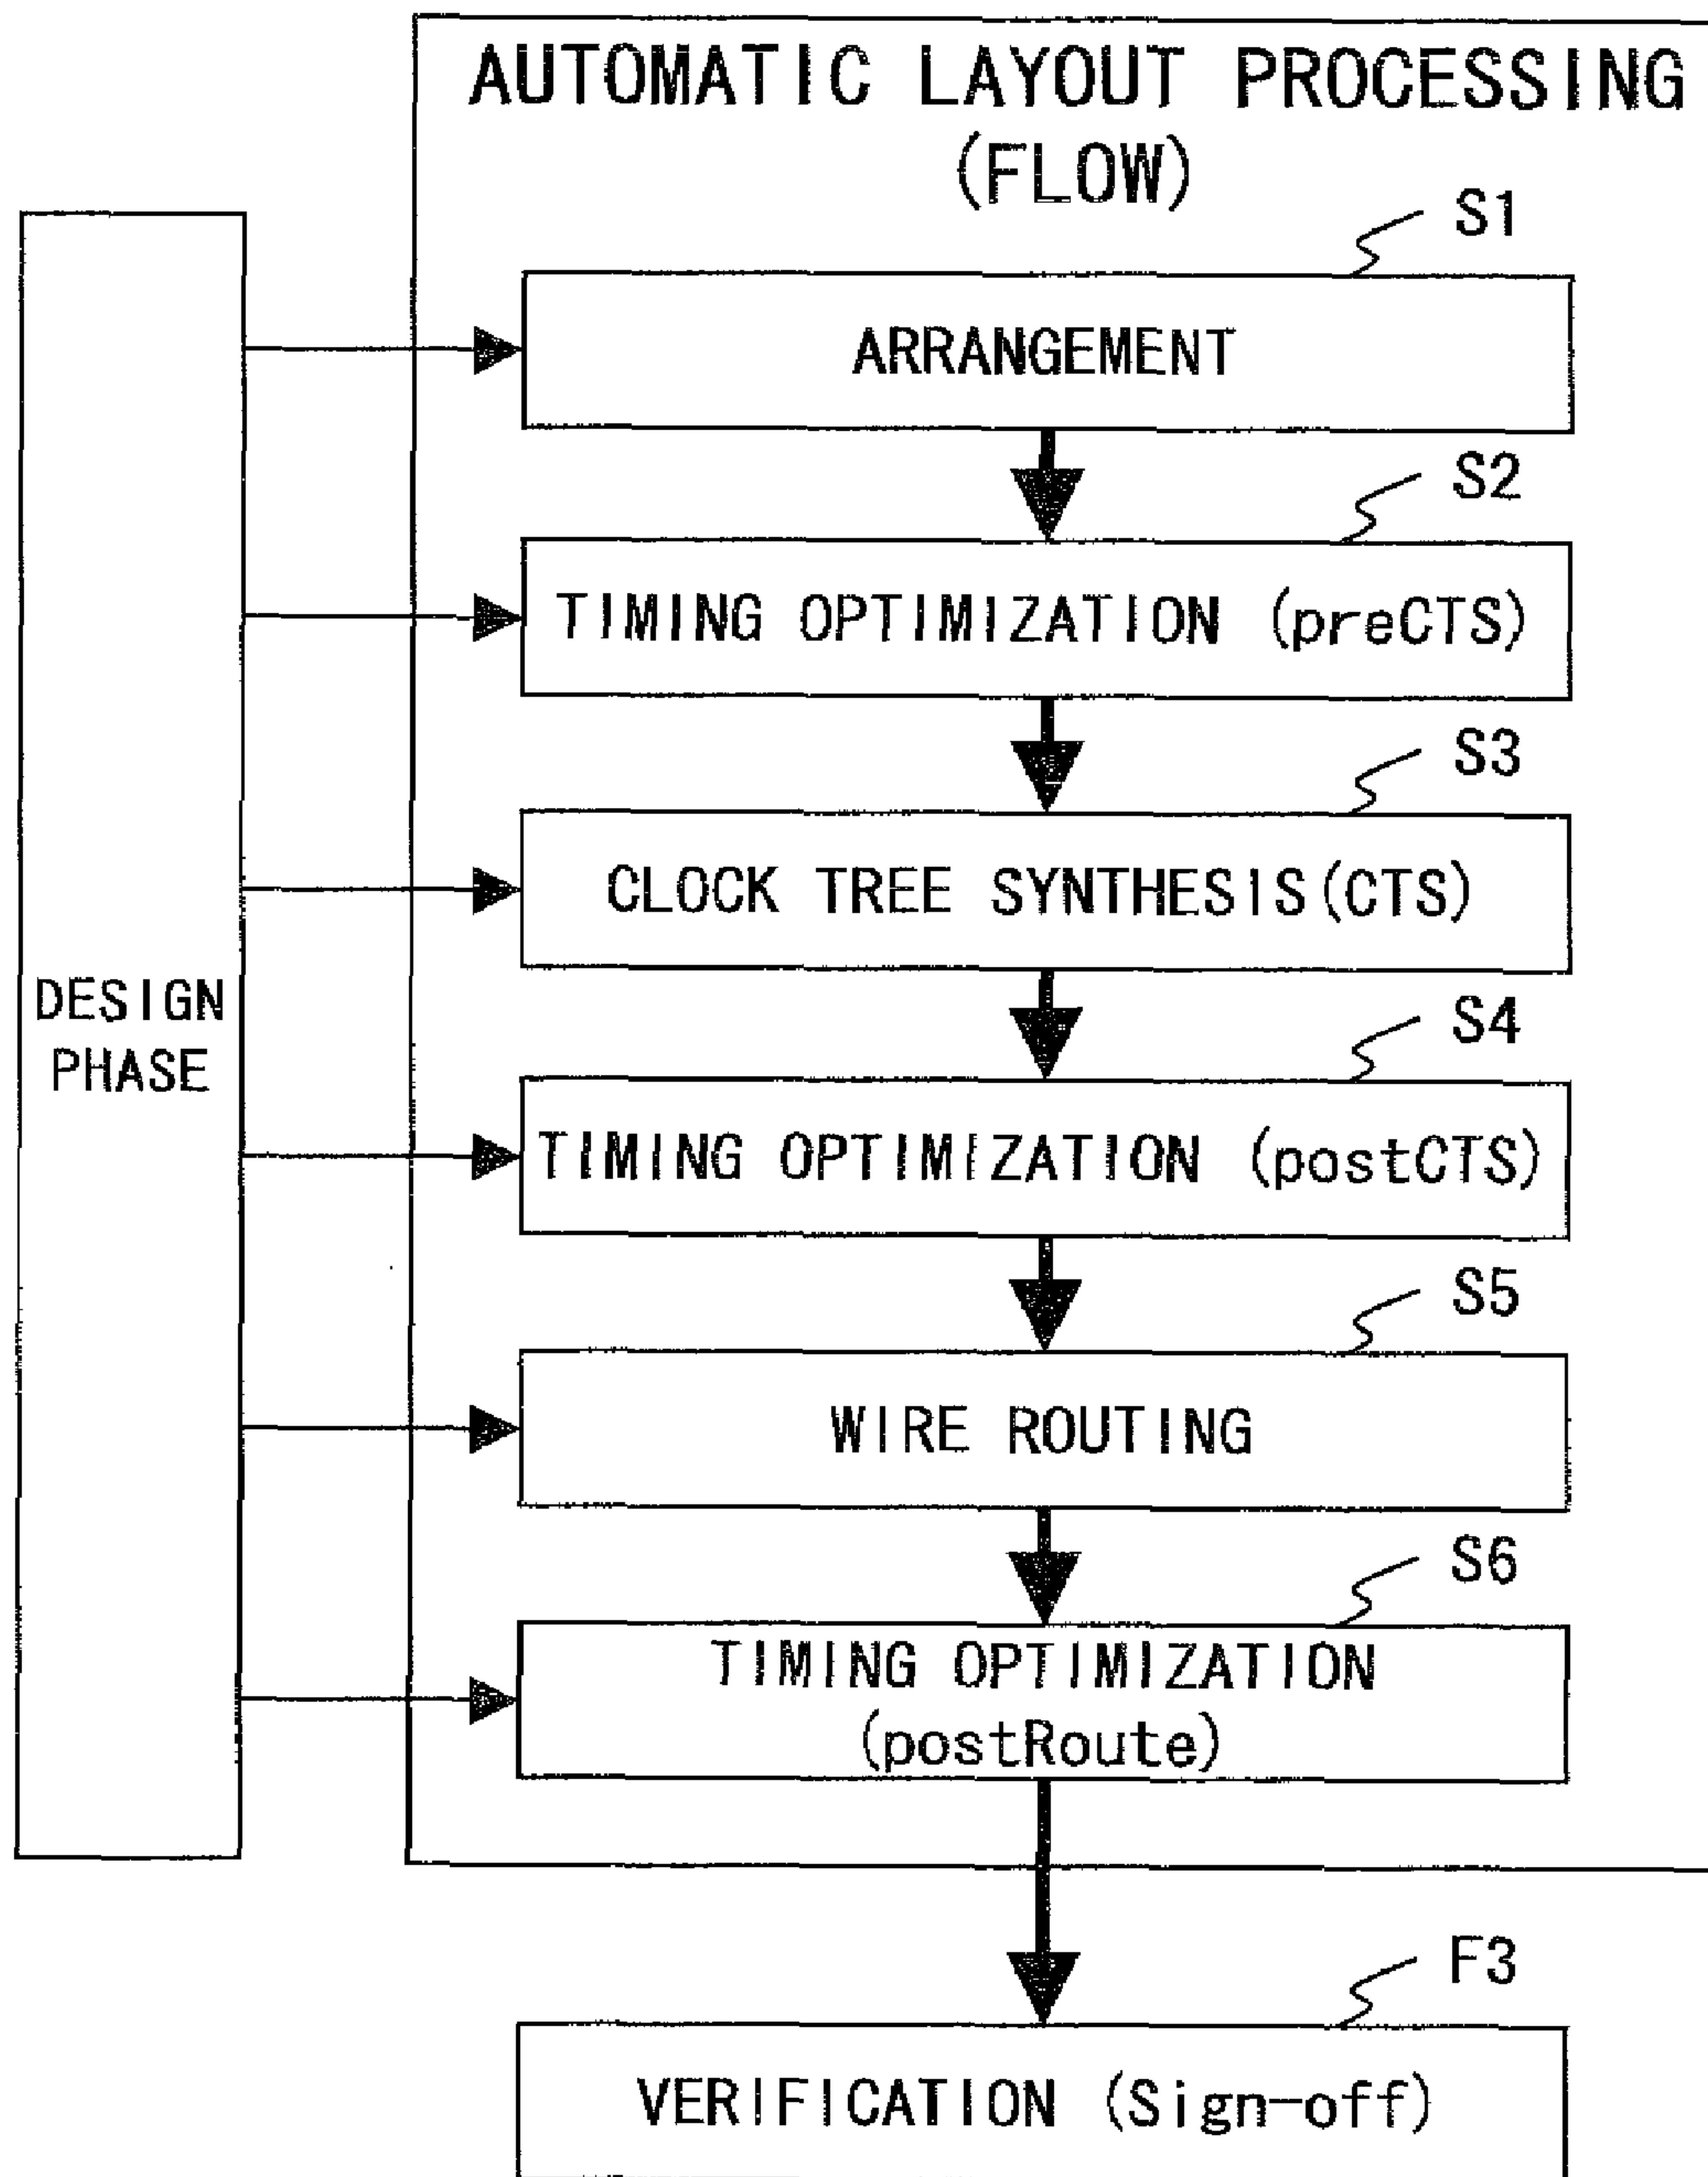 AUTOMATIC LAYOUT PROCESSING
(FLOW)
S1
ARRANGEMENT
S2
TIMING OPTIMIZATION (preCTS)
S3
CLOCK TREE SYNTHESIS(CTS)
DESIGN
PHASE
S4
TIMING OPTIMIZATION (postCTS)
S5
WIRE ROUTING
S6
TIMING OPTIMIZATION
(postRoute)
F3
VERIFICATION (Sign-off)